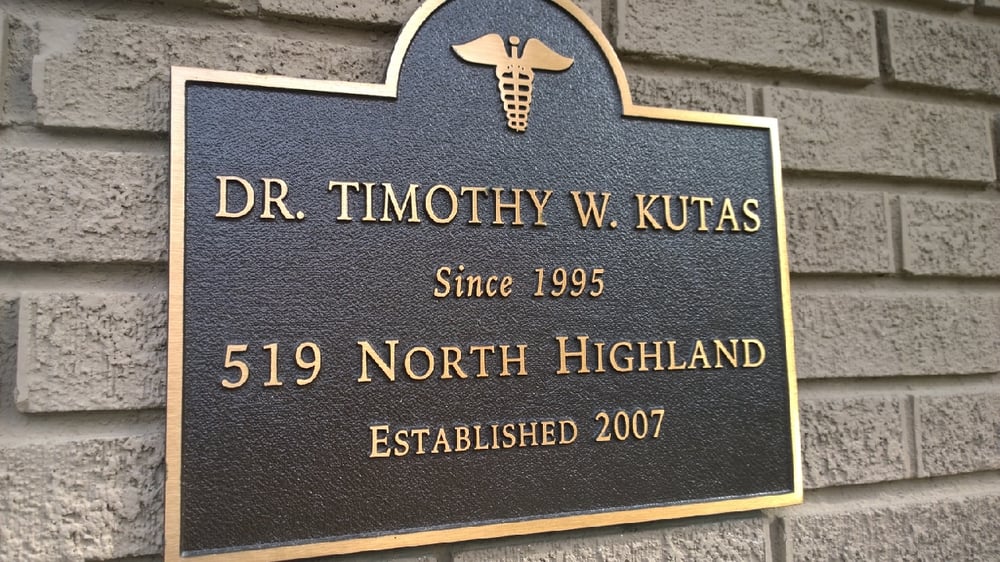 DR. TIMOTHY W. KUTAS
Since 1995
519 NORTH HIGHLAND
ESTABLISHED 2007